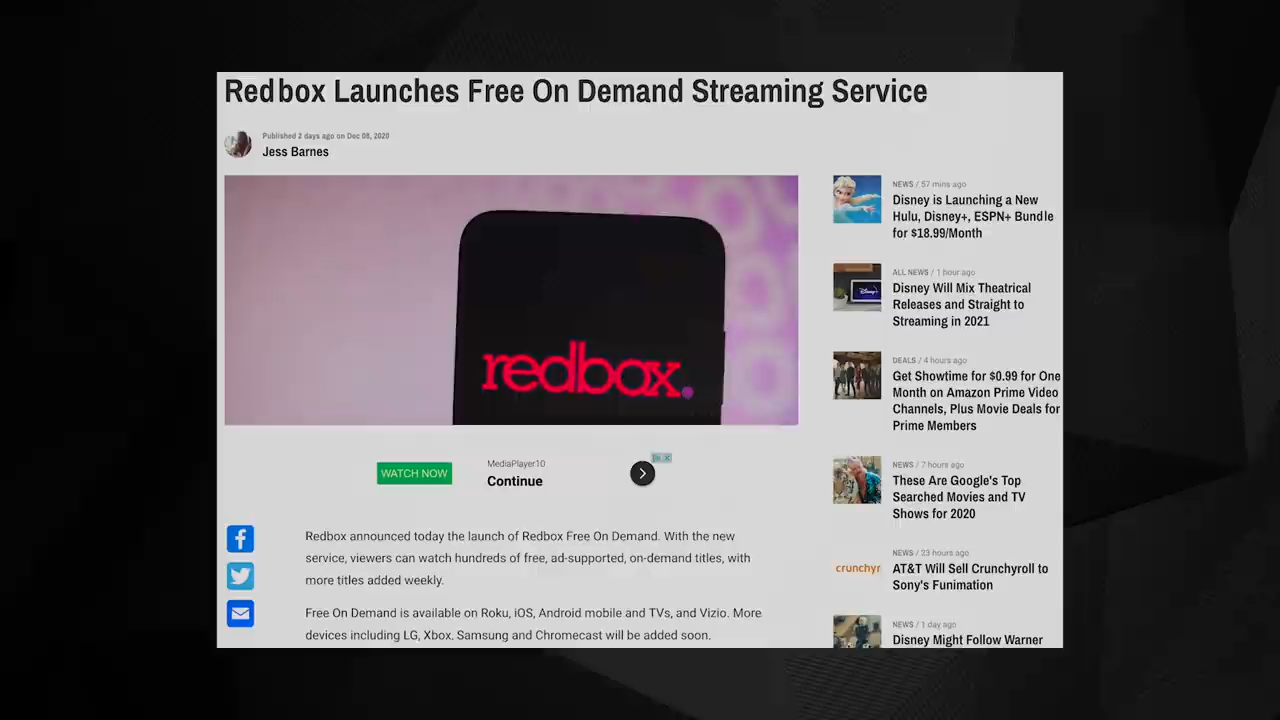 Redbox Launches Free On Demand Streaming Service
Published 2 days ago on Dec 08, 2020
Jess Barnes
redbox.
WATCH NOW
MediaPlayer10
Continue
Redbox announced today the launch of Redbox Free On Demand. With the new
service, viewers can watch hundreds of free, ad-supported, on-demand titles, with
more titles added weekly.
Free On Demand is available on Roku, iOS, Android mobile and TVs, and Vizio. More
devices including LG, Xbox, Samsung and Chromecast will be added soon.
NEWS / 57 mins ago
Disney is Launching a New
Hulu, Disney+, ESPN+ Bundle
for $18.99/Month
ALL NEWS / 1 hour ago
Disney+
Disney Will Mix Theatrical
Releases and Straight to
Streaming in 2021
DEALS / 4 hours ago
Get Showtime for $0.99 for One
Month on Amazon Prime Video
Channels, Plus Movie Deals for
Prime Members
NEWS / 7 hours ago
These Are Google's Top
Searched Movies and TV
Shows for 2020
NEWS / 23 hours ago
crunchyr
AT&T Will Sell Crunchyroll to
Sony's Funimation
NEWS / 1 day ago
Disney Might Follow Warner